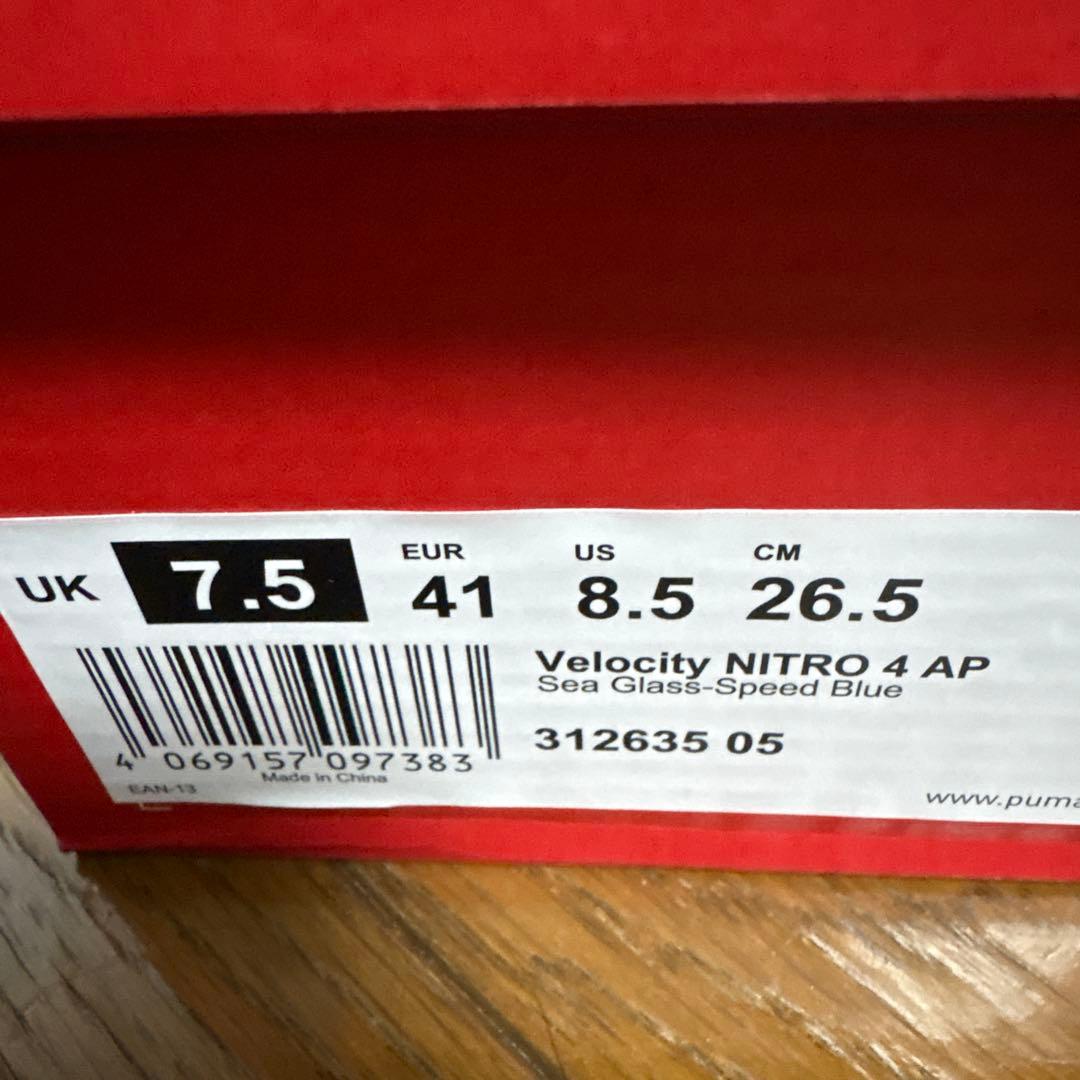 UK 7.5 EUR 41 US 8.5 CM 26.5
Velocity NITRO 4 AP
Sea Glass-Speed Blue
312635 05
4 069157 097383
Made in China
EAN-13
www.puma